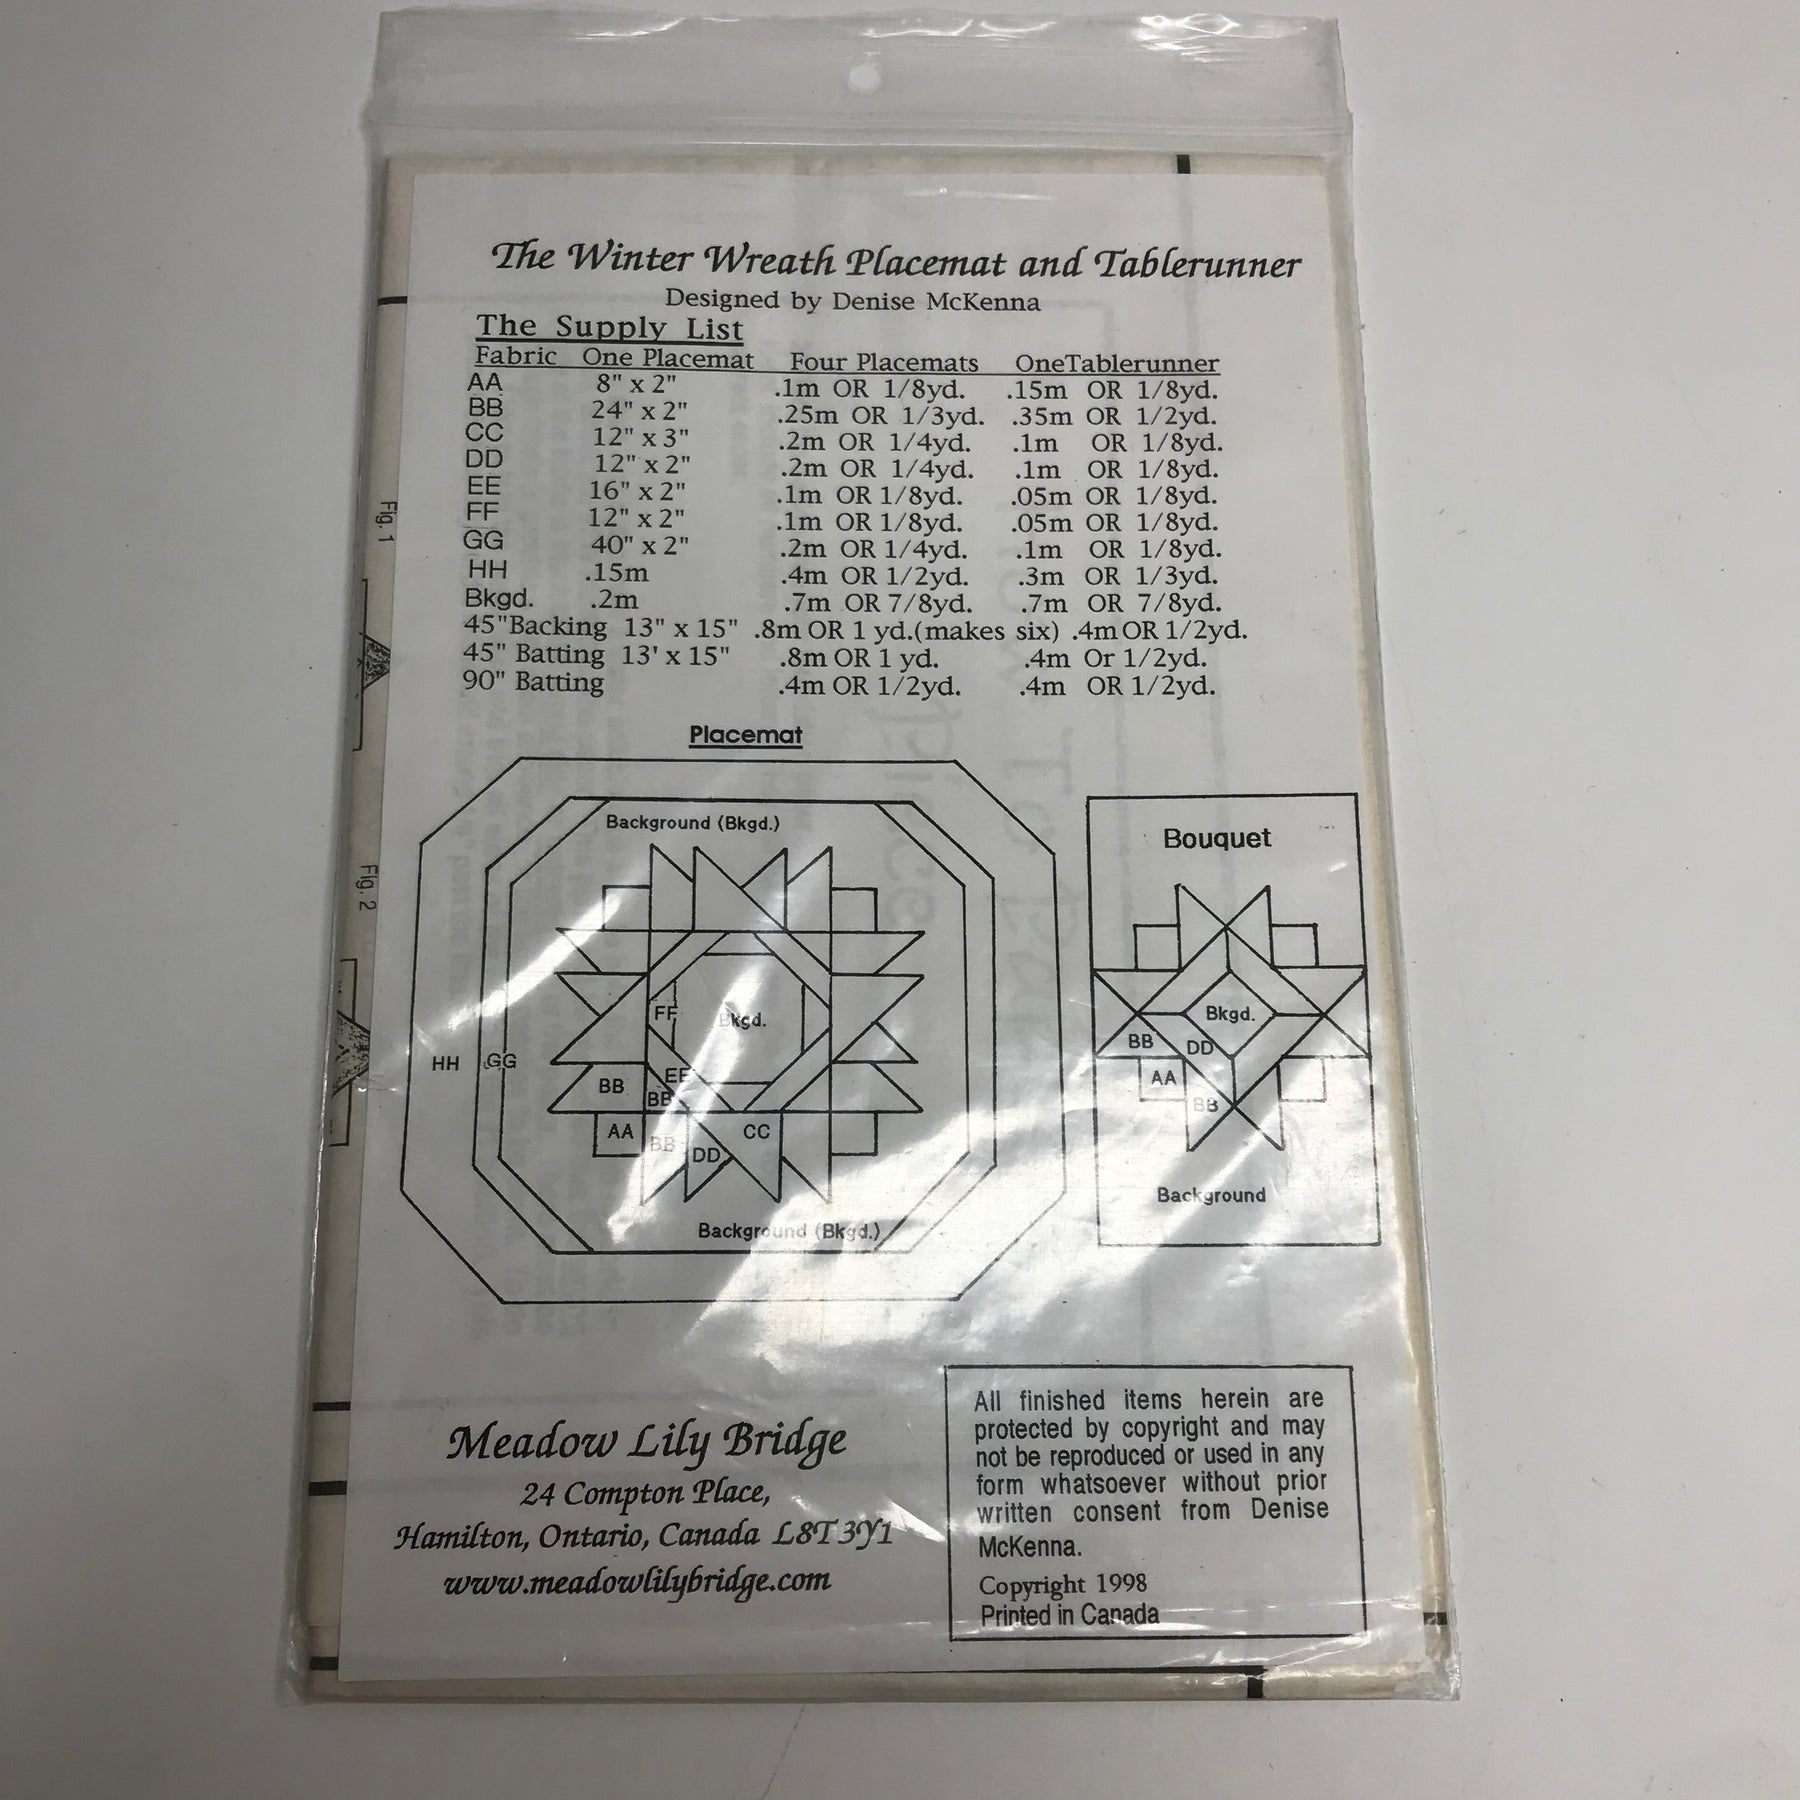 The Winter Wreath Placemat and Tablerunner
Designed by Denise McKenna
The Supply List
Fabric One Placemat Four Placemats OneTablerunner
AA 8" x 2" .1m OR 1/8yd. .15m OR 1/8yd.
BB 24" x 2" .25m OR 1/3yd. .35m OR 1/2yd.
CC 12" x 3" .2m OR 1/4yd. .1m OR 1/8yd.
DD 12" x 2" .2m OR 1/4yd. .1m OR 1/8yd.
EE 16" x 2" .1m OR 1/8yd. .05m OR 1/8yd.
FF 12" x 2" .1m OR 1/8yd. .05m OR 1/8yd.
GG 40" x 2" .2m OR 1/4yd. .1m OR 1/8yd.
HH .15m .4m OR 1/2yd. .3m OR 1/3yd.
Bkgd. .2m .7m OR 7/8yd. .7m OR 7/8yd.
45"Backing 13" x 15" .8m OR 1 yd.(makes six) .4m OR 1/2yd.
45" Batting 13' x 15" .8m OR 1 yd. .4m Or 1/2yd.
90" Batting .4m OR 1/2yd. .4m OR 1/2yd.
Fig. 1
Fig. 2
Placemat
Background (Bkgd.)
FF
Bkgd.
HH
GG
EE
BB
BB
AA
BB
DD
CC
Background (Bkgd.)
Bouquet
Bkgd.
BB
DD
AA
BB
Background
Meadow Lily Bridge
24 Compton Place,
Hamilton, Ontario, Canada L8T 3Y1
www.meadowlilybridge.com
All finished items herein are
protected by copyright and may
not be reproduced or used in any
form whatsoever without prior
written consent from Denise
McKenna.
Copyright 1998
Printed in Canada